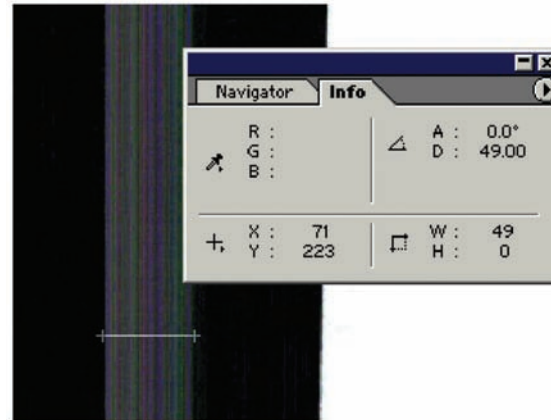 Navigator Info
R :
G :
B :
A : 0.0°
D : 49.00
X : 71
Y : 223
W : 49
H : 0